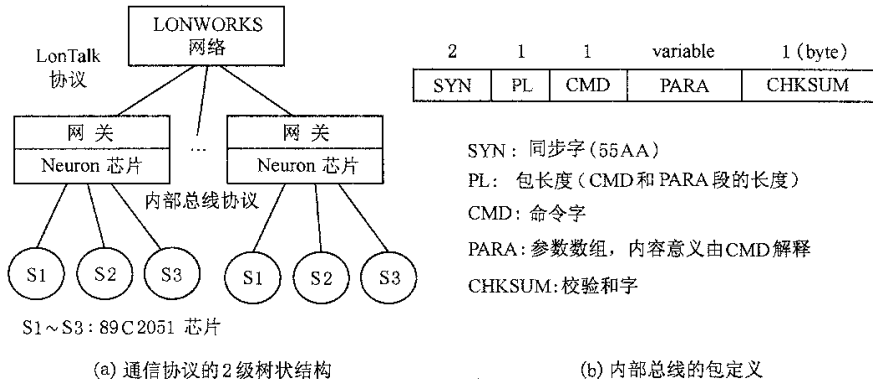 LONWORKS
网络
LonTalk
协议
网 关
Neuron 芯片
...
网 关
Neuron 芯片
内部总线协议
S1
S2
S3
S1
S2
S3
S1~S3:89C2051 芯片
(a) 通信协议的2级树状结构
2 1 1 variable 1 (byte)
SYN PL CMD PARA CHKSUM
SYN: 同步字(55AA)
PL: 包长度(CMD和PARA段的长度)
CMD: 命令字
PARA:参数数组,内容意义由CMD解释
CHKSUM:校验和字
(b) 内部总线的包定义